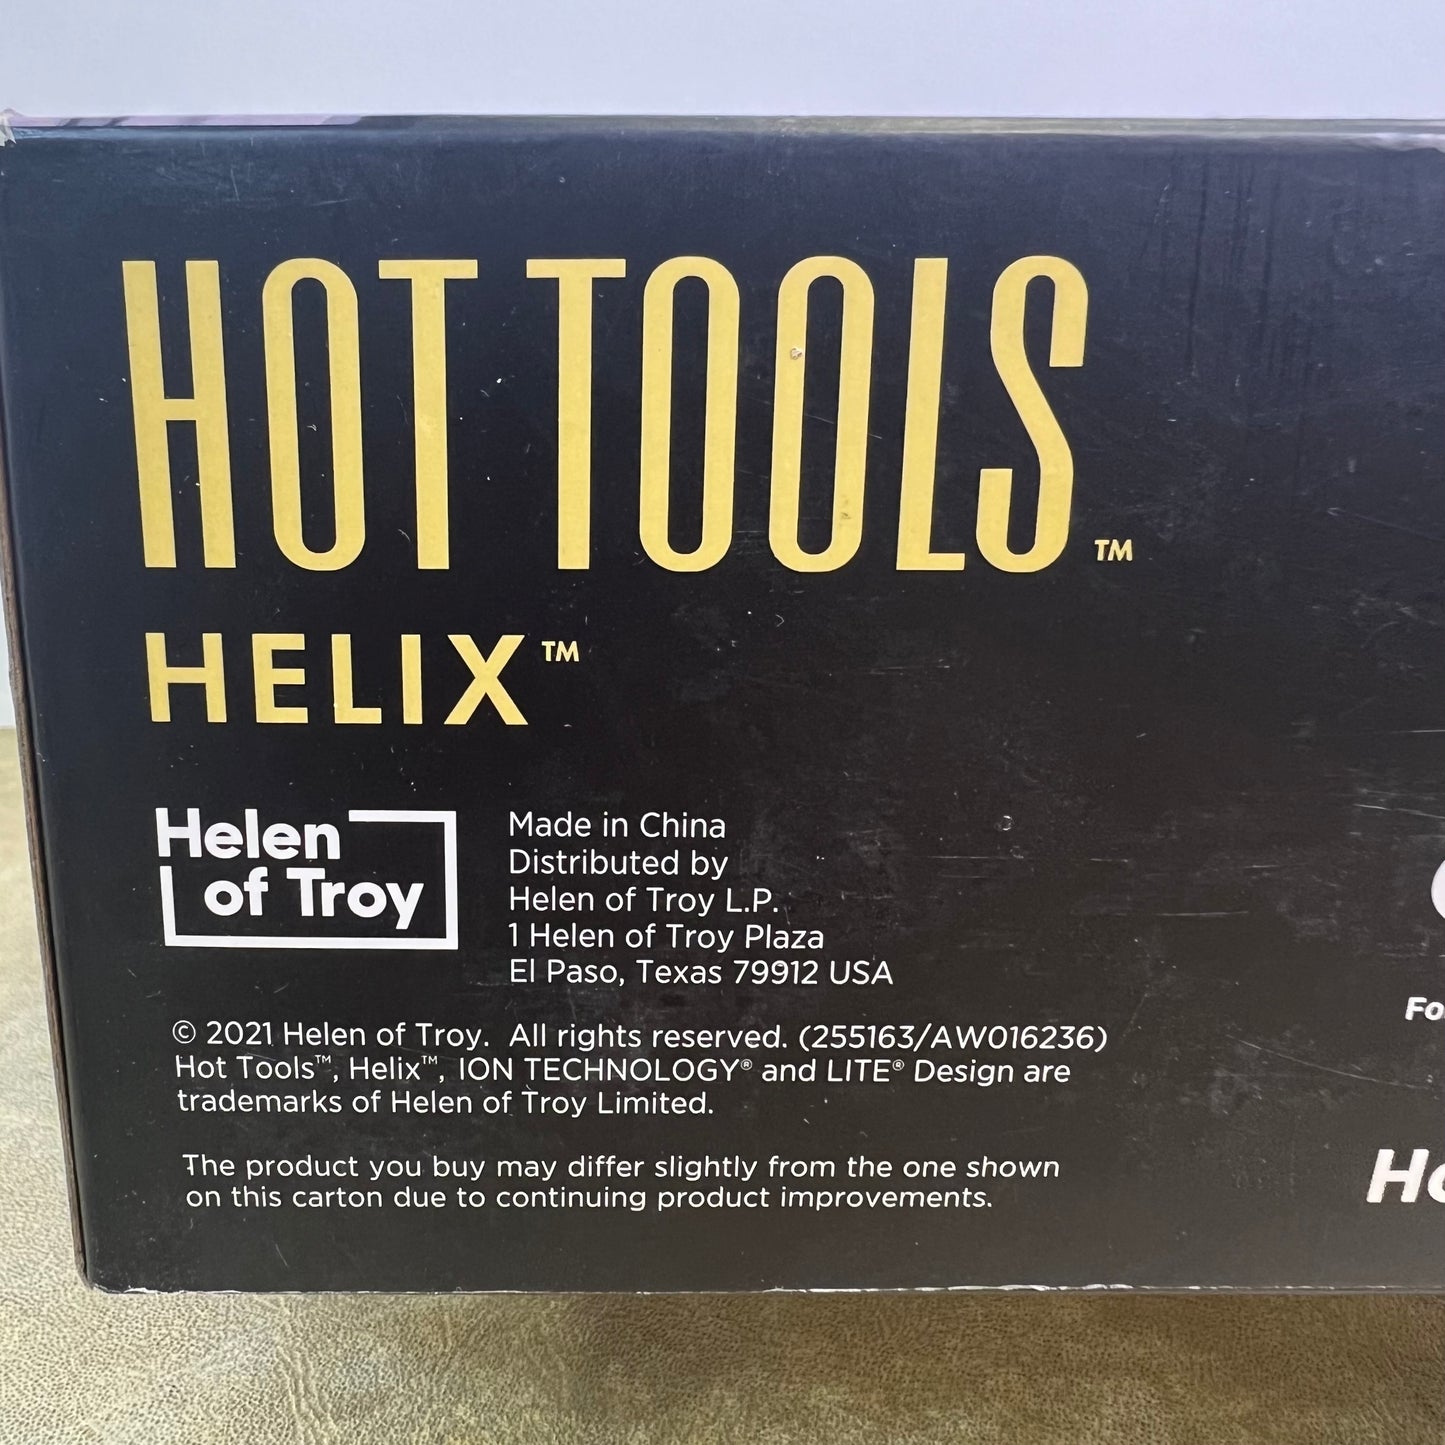 HOT TOOLS™
HELIX™
Helen
of Troy
Made in China
Distributed by
Helen of Troy L.P.
1 Helen of Troy Plaza
El Paso, Texas 79912 USA
© 2021 Helen of Troy. All rights reserved. (255163/AW016236)
Hot Tools™, Helix™, ION TECHNOLOGY® and LITE® Design are
trademarks of Helen of Troy Limited.
The product you buy may differ slightly from the one shown
on this carton due to continuing product improvements.